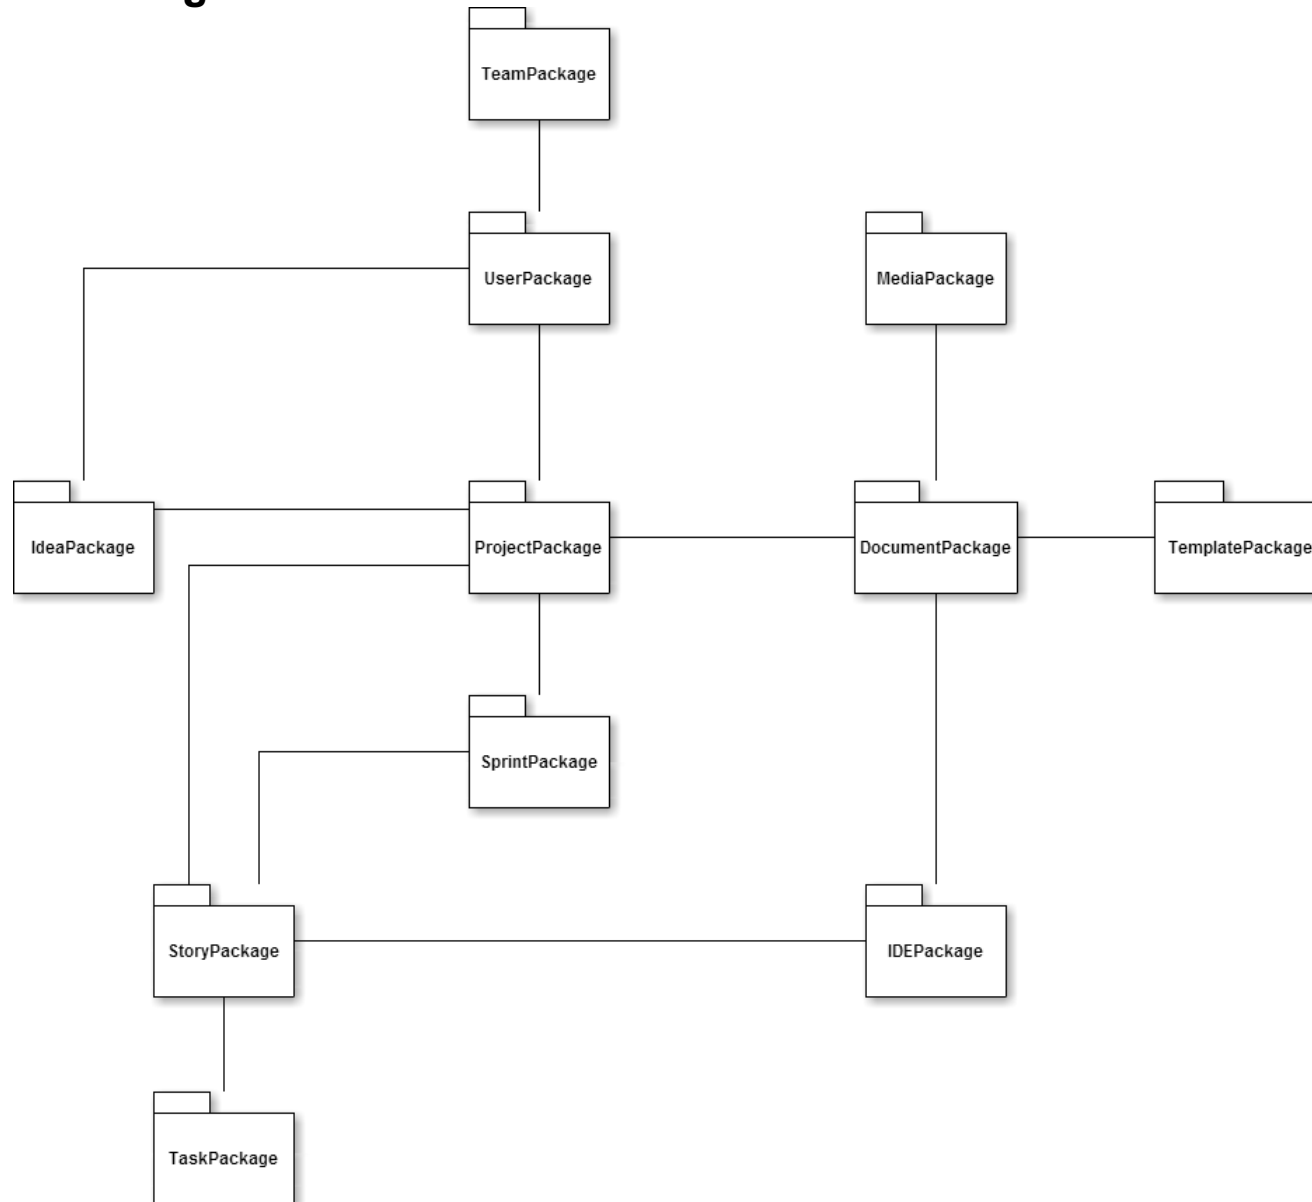 TeamPackage
UserPackage
MediaPackage
IdeaPackage
ProjectPackage
DocumentPackage
TemplatePackage
SprintPackage
StoryPackage
IDEPackage
TaskPackage